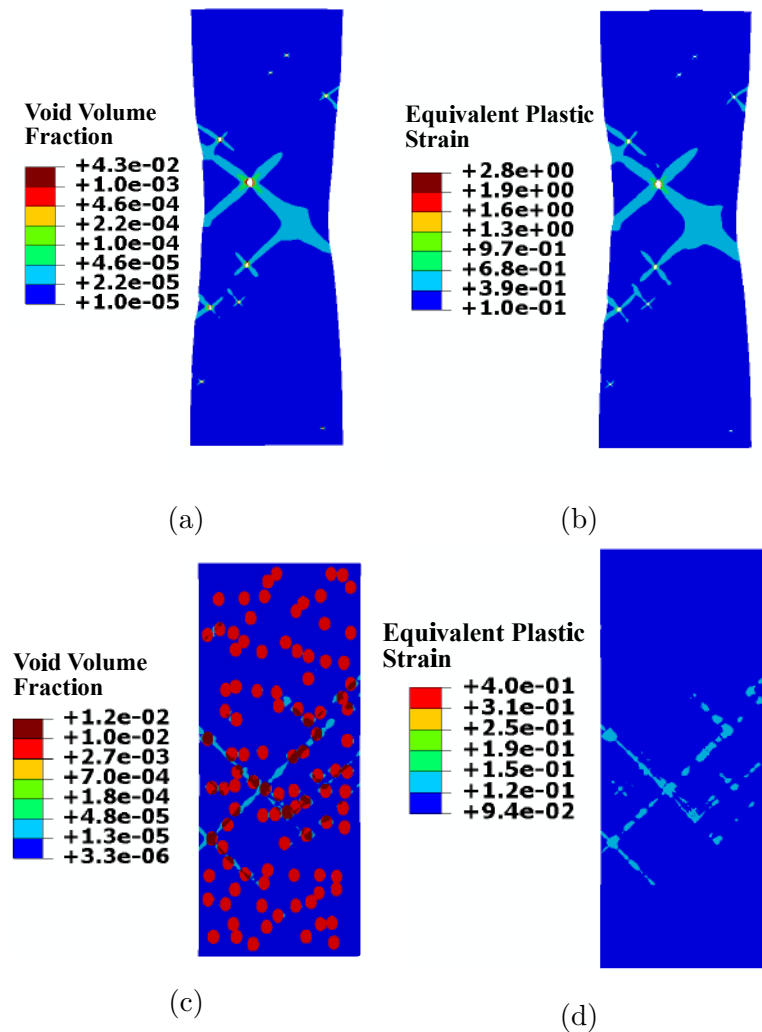 Void Volume
Fraction
+4.3e-02
+1.0e-03
+4.6e-04
+2.2e-04
+1.0e-04
+4.6e-05
+2.2e-05
+1.0e-05
(a)
Equivalent Plastic
Strain
+2.8e+00
+1.9e+00
+1.6e+00
+1.3e+00
+9.7e-01
+6.8e-01
+3.9e-01
+1.0e-01
(b)
Void Volume
Fraction
+1.2e-02
+1.0e-02
+2.7e-03
+7.0e-04
+1.8e-04
+4.8e-05
+1.3e-05
+3.3e-06
(c)
Equivalent Plastic
Strain
+4.0e-01
+3.1e-01
+2.5e-01
+1.9e-01
+1.5e-01
+1.2e-01
+9.4e-02
(d)